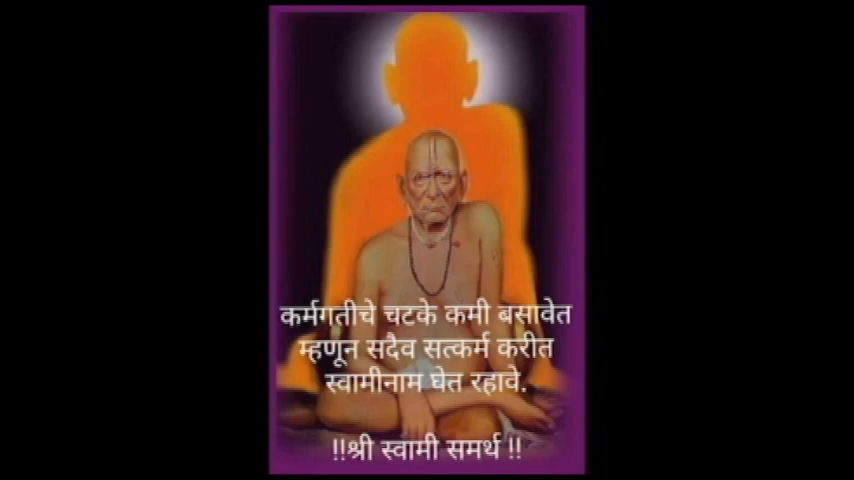 कर्मगतीचे चटके कमी बसावेत
म्हणून सदैव सत्कर्म करीत
स्वामीनाम घेत रहावे.
!!श्री स्वामी समर्थ !!